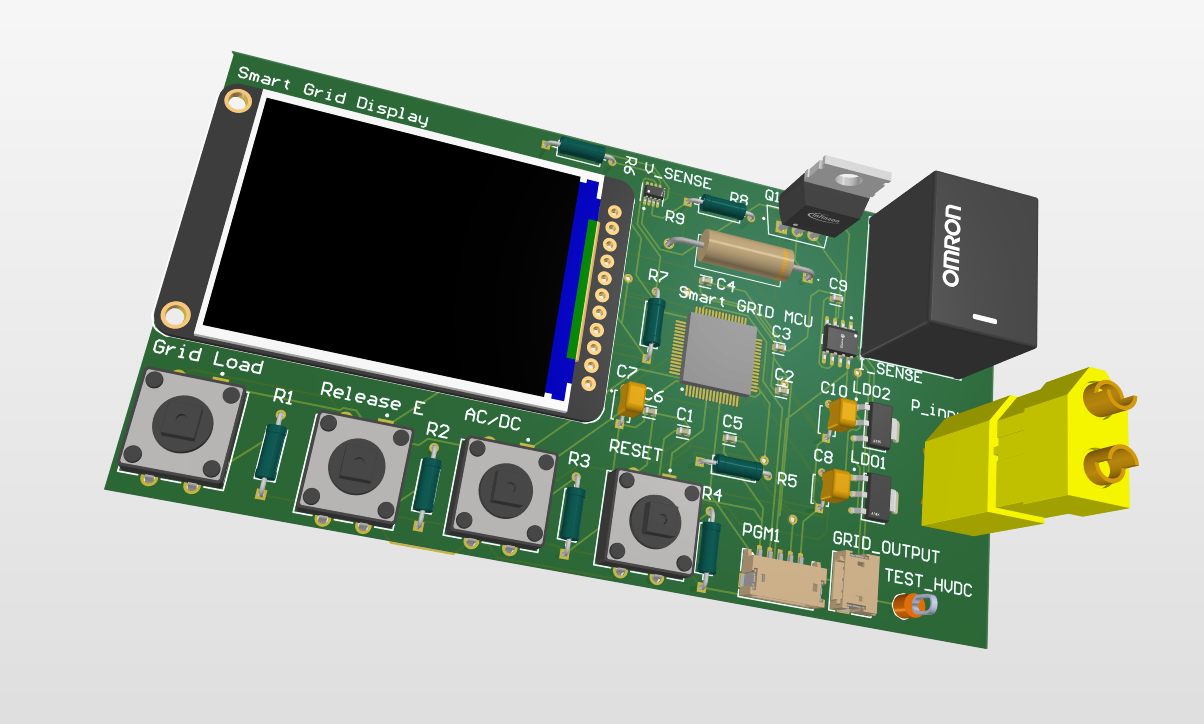 Smart Grid Display
R6
V_SENSE
R8
Q1
R9
OMRON
Infineon
R7
C4
C9
Smart GRID MCU
C3
I_SENSE
Grid Load
C7
C6
C2
C10
LDO2
R1
Release E
AC/DC
C1
C5
R2
RESET
R3
C8
LDO1
R5
R4
PGM1
GRID_OUTPUT
TEST_HVDC